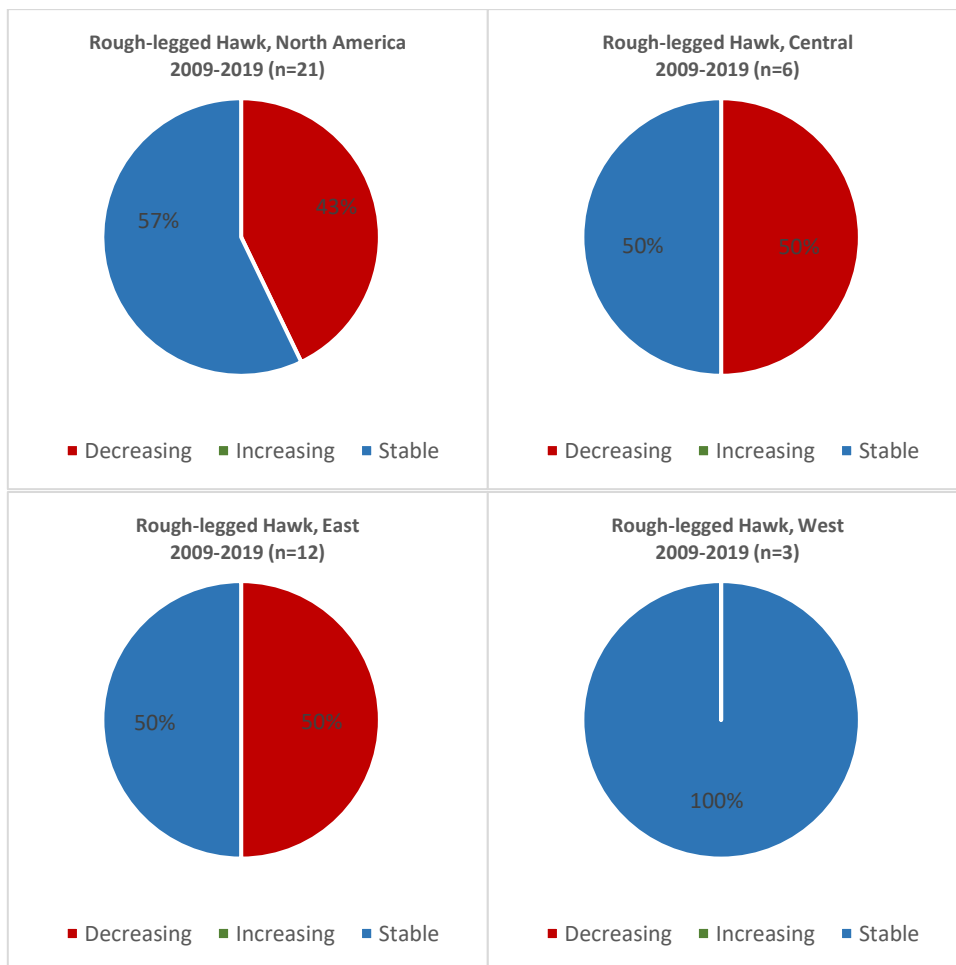 Rough-legged Hawk, North America
2009-2019 (n=21)
57%
43%
Decreasing Increasing Stable
Rough-legged Hawk, Central
2009-2019 (n=6)
50%
50%
Decreasing Increasing Stable
Rough-legged Hawk, East
2009-2019 (n=12)
50%
50%
Decreasing Increasing Stable
Rough-legged Hawk, West
2009-2019 (n=3)
100%
Decreasing Increasing Stable